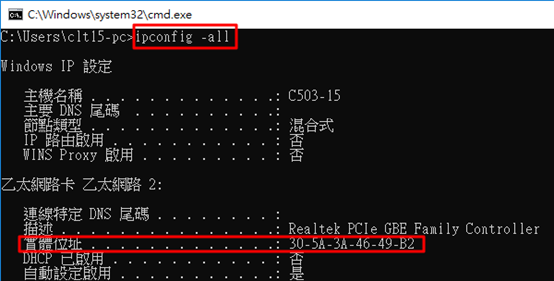 C:\Windows\system32\cmd.exe
C:\Users\clt15-pc>ipconfig -all
Windows IP 設定
主機名稱 . . . . . . . . . . . . . . .: C503-15
主要 DNS 尾碼 . . . . . . . . . . . .:
節點類型 . . . . . . . . . . . . . . .: 混合式
IP 路由啟用 . . . . . . . . . . . . .: 否
WINS Proxy 啟用 . . . . . . . . . . .: 否
乙太網路卡 乙太網路 2:
連線特定 DNS 尾碼 . . . . . . . . . .:
描述 . . . . . . . . . . . . . . . . .: Realtek PCIe GBE Family Controller
實體位址 . . . . . . . . . . . . . . .: 30-5A-3A-46-49-B2
DHCP 已啟用 . . . . . . . . . . . . .: 否
自動設定啟用 . . . . . . . . . . . . .: 是